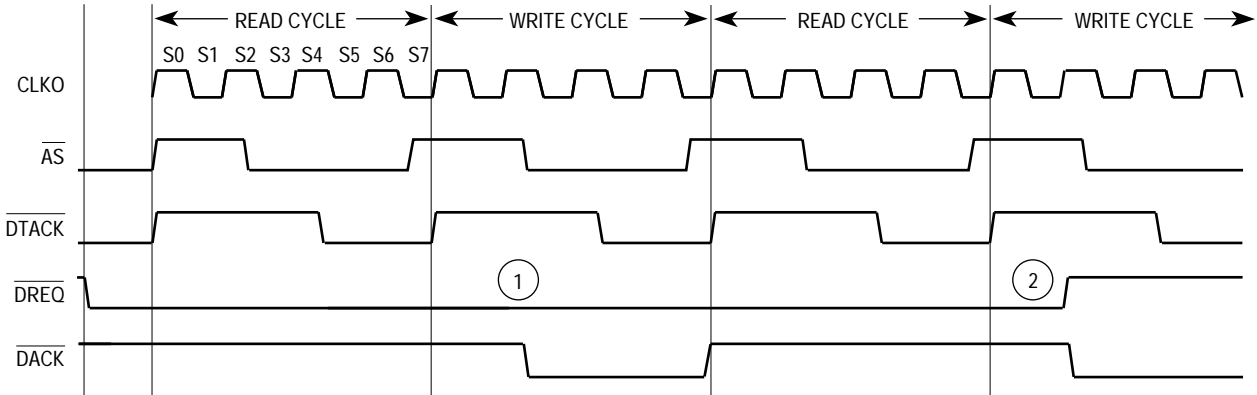 READ CYCLE WRITE CYCLE READ CYCLE WRITE CYCLE
S0 S1 S2 S3 S4 S5 S6 S7
CLKO
AS
DTACK
DREQ 1 2
DACK